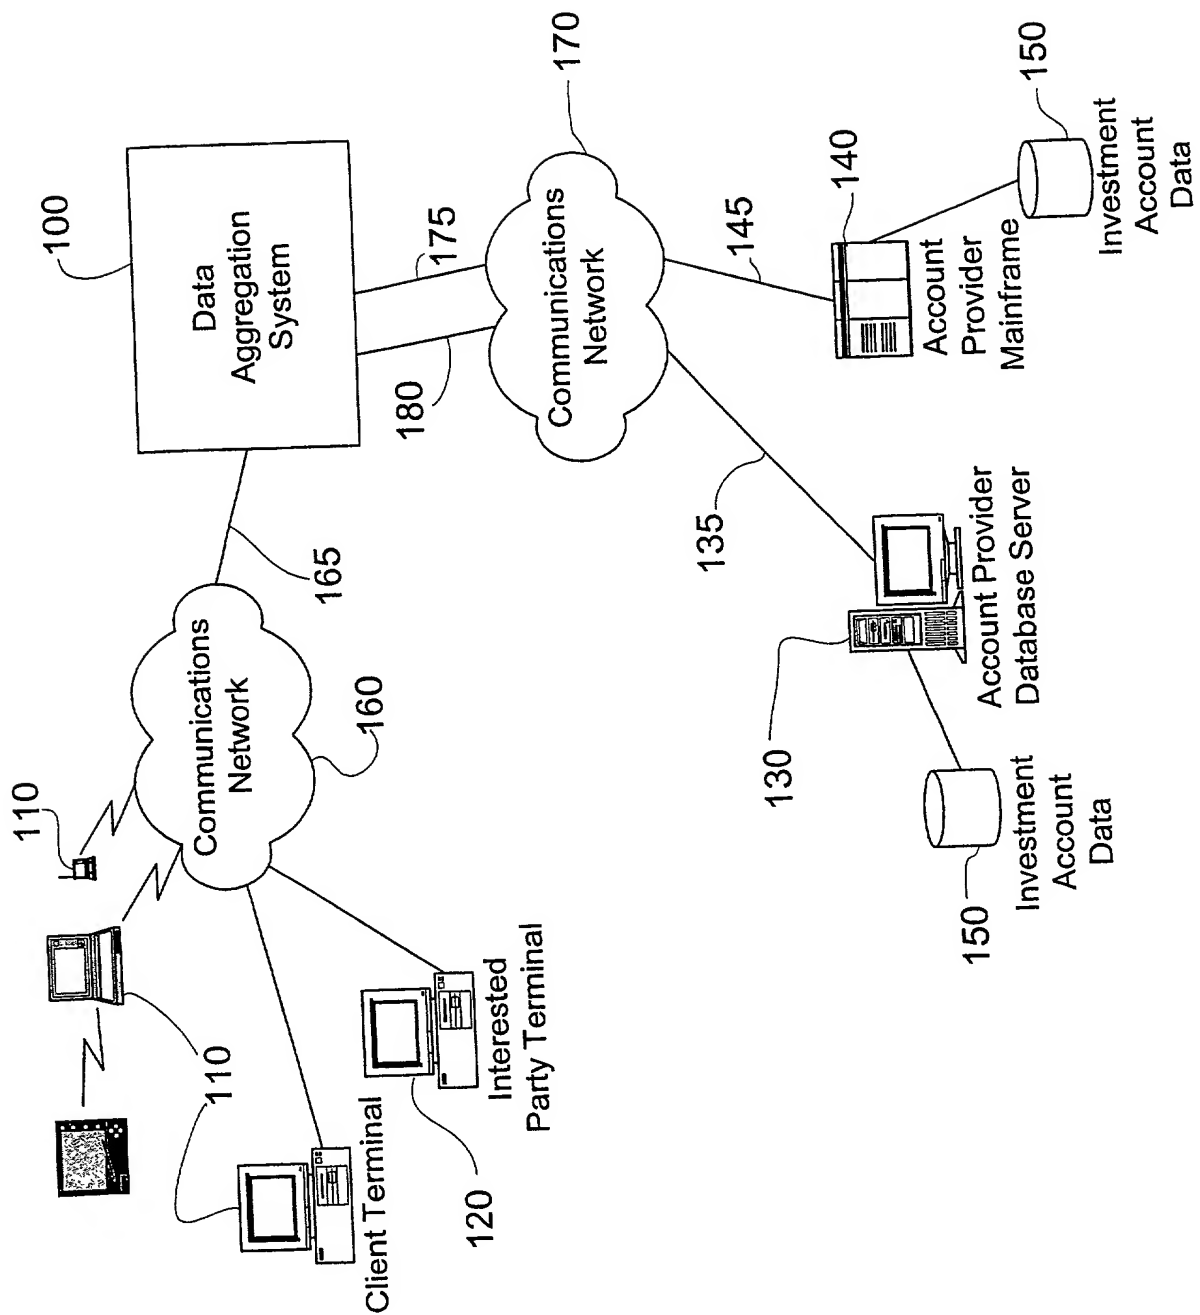 110
110
Client Terminal
120
Interested
Party Terminal
Communications
Network
160
165
100
Data
Aggregation
System
180
175
Communications
Network
170
135
145
130
Account Provider
Database Server
150
Investment
Account
Data
140
Account
Provider
Mainframe
150
Investment
Account
Data